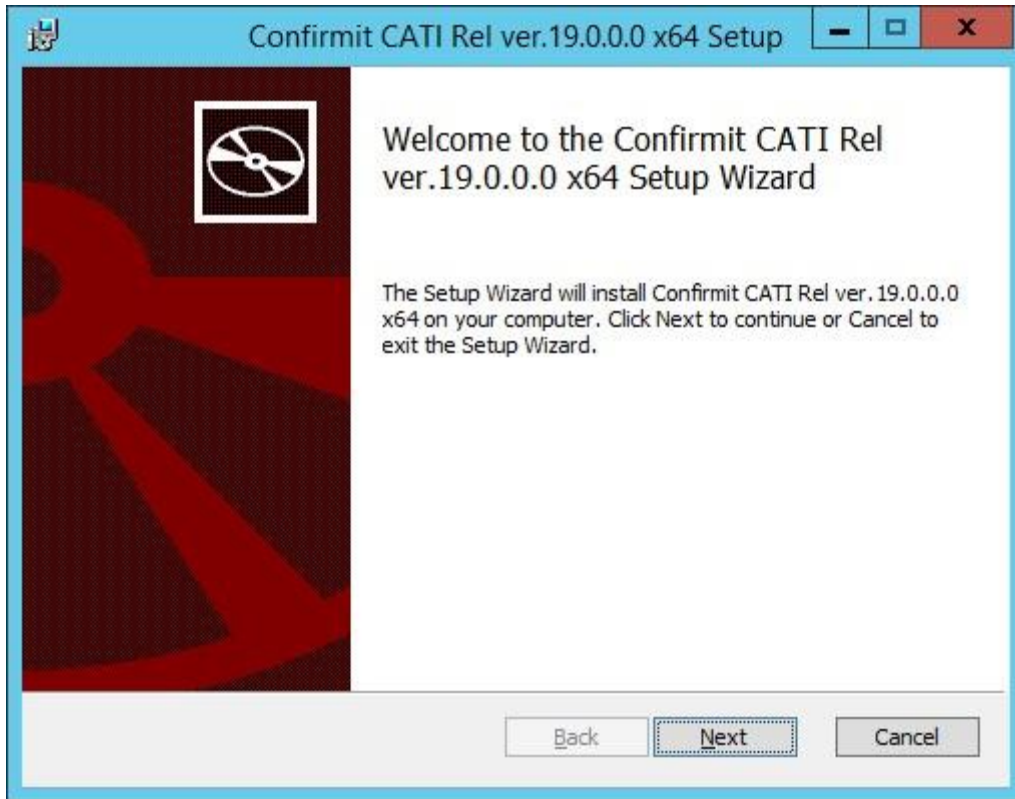 Confirmit CATI Rel ver.19.0.0.0 x64 Setup
Welcome to the Confirmit CATI Rel
ver.19.0.0.0 x64 Setup Wizard
The Setup Wizard will install Confirmit CATI Rel ver.19.0.0.0
x64 on your computer. Click Next to continue or Cancel to
exit the Setup Wizard.
Back
Next
Cancel